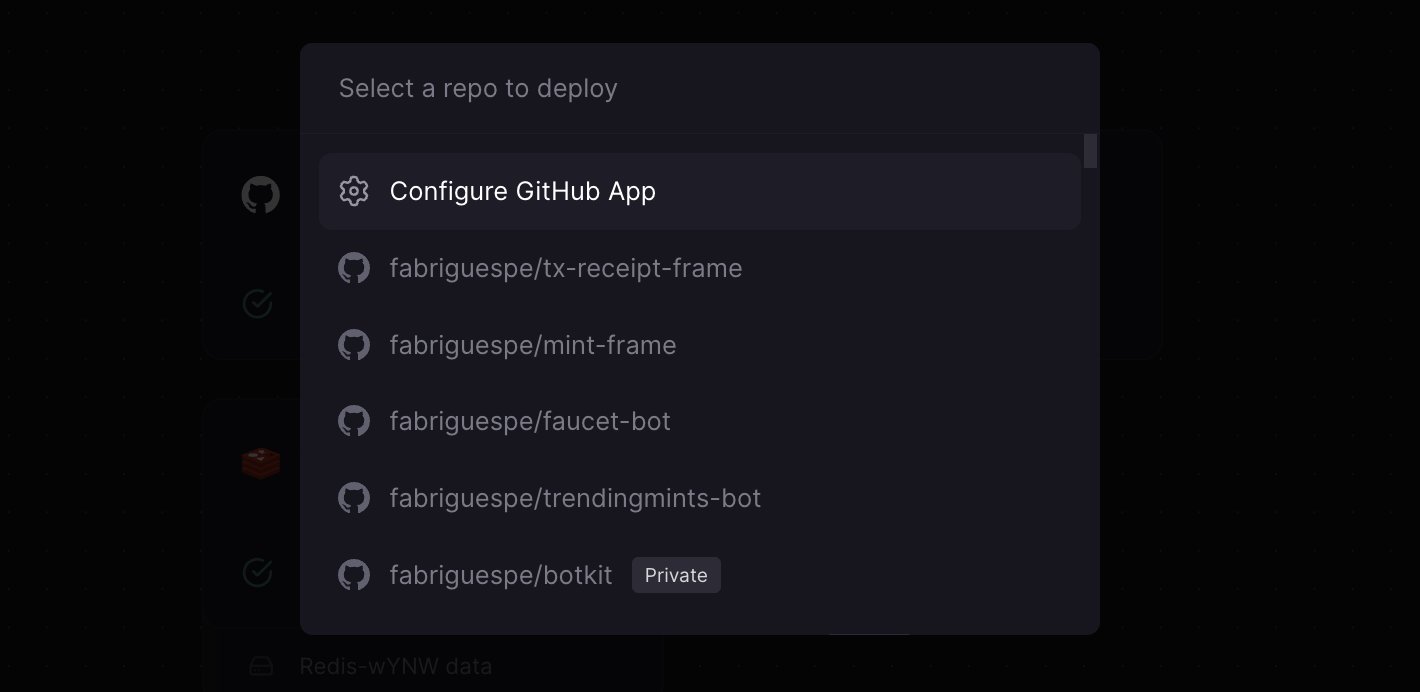 Select a repo to deploy
Configure GitHub App
fabriguespe/tx-receipt-frame
fabriguespe/mint-frame
fabriguespe/faucet-bot
fabriguespe/trendingmints-bot
fabriguespe/botkit Private
Redis-wYNW data